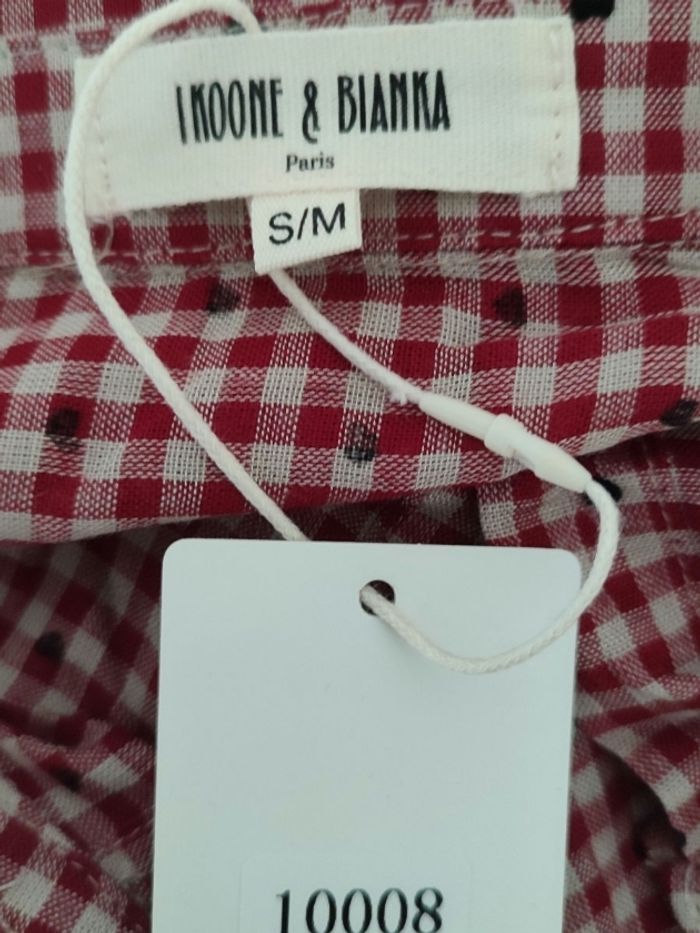 IKOONE & BIANKA
Paris
S/M
10008